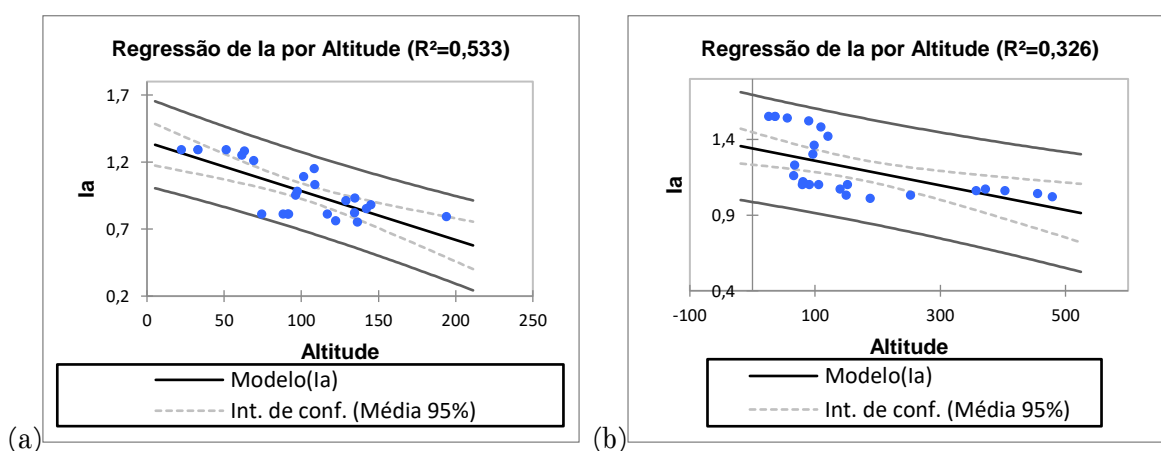 Regressão de Ia por Altitude (R²=0,533)
1,7
1,2
0,7
0,2
Ia
0 50 100 150 200 250
Altitude
Modelo(Ia)
Int. de conf. (Média 95%)
(a)
Regressão de Ia por Altitude (R²=0,326)
1,4
0,9
0,4
Ia
-100 100 300 500
Altitude
Modelo(Ia)
Int. de conf. (Média 95%)
(b)